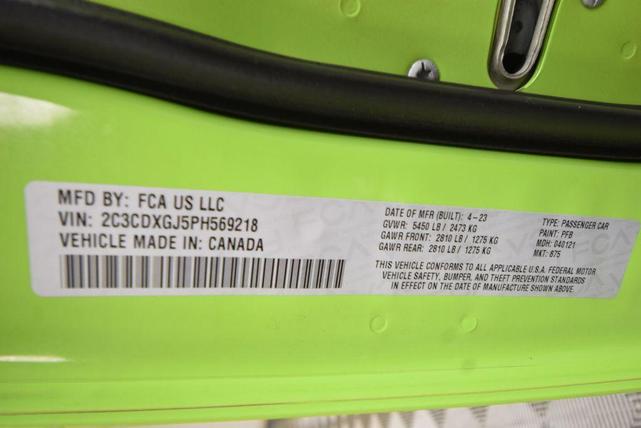 MFD BY: FCA US LLC
VIN: 2C3CDXGJ5PH569218
VEHICLE MADE IN: CANADA
DATE OF MFR (BUILT): 4-23
GVWR: 5450 LB / 2473 KG
GAWR FRONT: 2810 LB / 1275 KG
GAWR REAR: 2810 LB / 1275 KG
TYPE: PASSENGER CAR
PAINT: PFB
MDH: 040121
MKT: 675
THIS VEHICLE CONFORMS TO ALL APPLICABLE U.S.A. FEDERAL MOTOR
VEHICLE SAFETY, BUMPER, AND THEFT PREVENTION STANDARDS
IN EFFECT ON THE DATE OF MANUFACTURE SHOWN ABOVE.